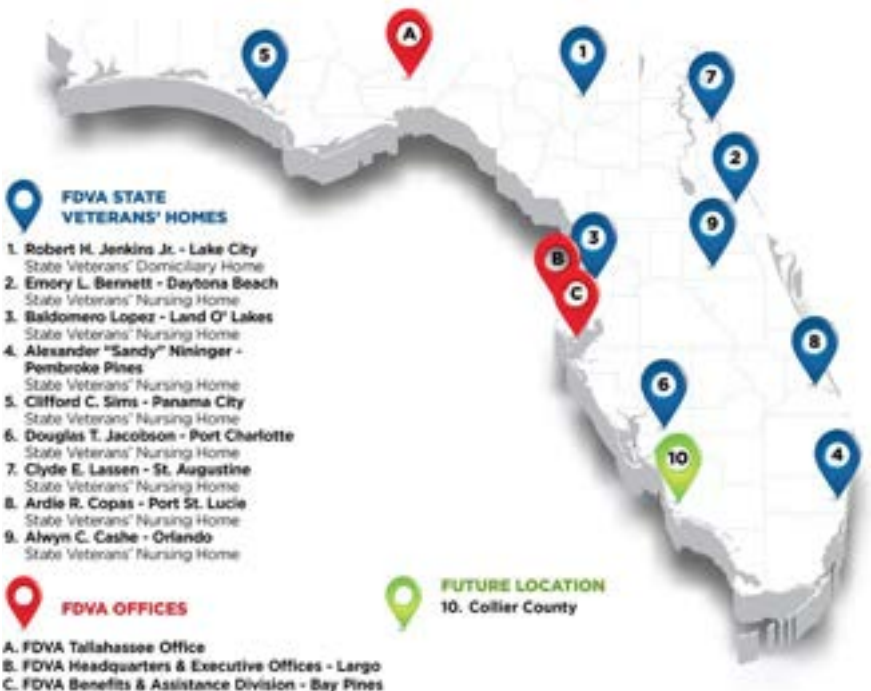 5
A
1
7
2
9
3
B
C
8
6
10
4
FDVA STATE
VETERANS' HOMES
1. Robert H. Jenkins Jr. - Lake City
State Veterans' Domiciliary Home
2. Emory L. Bennett - Daytona Beach
State Veterans' Nursing Home
3. Baldomero Lopez - Land O' Lakes
State Veterans' Nursing Home
4. Alexander "Sandy" Nininger -
Pembroke Pines
State Veterans' Nursing Home
5. Clifford C. Sims - Panama City
State Veterans' Nursing Home
6. Douglas T. Jacobson - Port Charlotte
State Veterans' Nursing Home
7. Clyde E. Lassen - St. Augustine
State Veterans' Nursing Home
8. Ardie R. Copas - Port St. Lucie
State Veterans' Nursing Home
9. Alwyn C. Cashe - Orlando
State Veterans' Nursing Home
FDVA OFFICES
A. FDVA Tallahassee Office
B. FDVA Headquarters & Executive Offices - Largo
C. FDVA Benefits & Assistance Division - Bay Pines
FUTURE LOCATION
10. Collier County